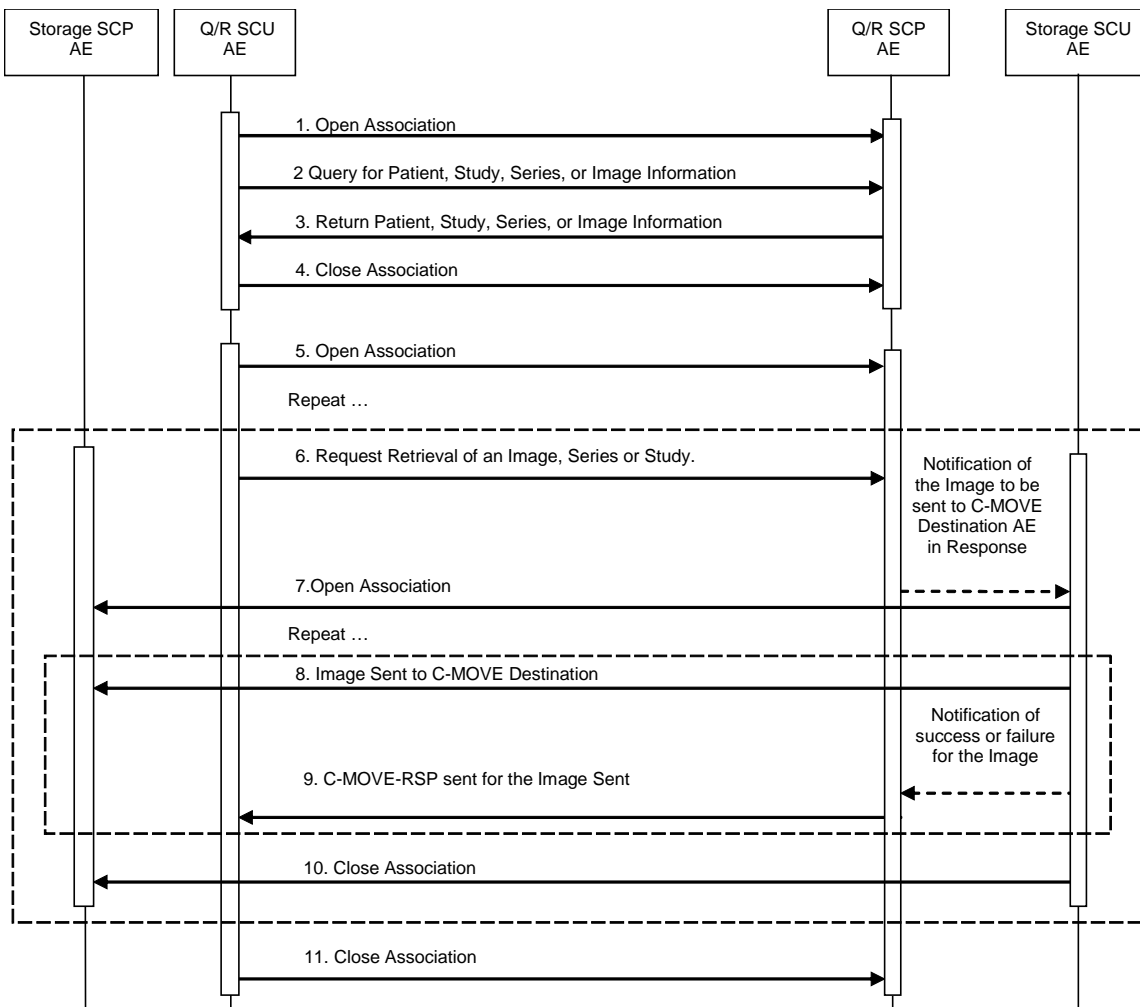 Storage SCP
AE
Q/R SCU
AE
Q/R SCP
AE
Storage SCU
AE
1. Open Association
2 Query for Patient, Study, Series, or Image Information
3. Return Patient, Study, Series, or Image Information
4. Close Association
5. Open Association
Repeat …
6. Request Retrieval of an Image, Series or Study.
Notification of
the Image to be
sent to C-MOVE
Destination AE
in Response
7.Open Association
Repeat …
8. Image Sent to C-MOVE Destination
Notification of
success or failure
for the Image
9. C-MOVE-RSP sent for the Image Sent
10. Close Association
11. Close Association